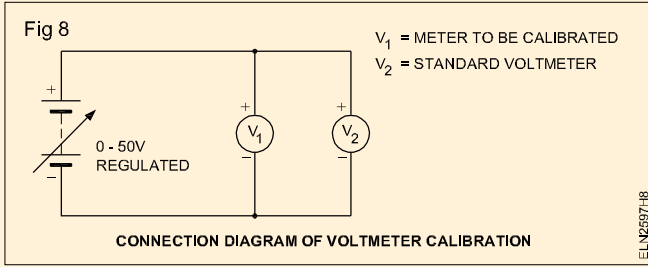 Fig 8
V1 = METER TO BE CALIBRATED
V2 = STANDARD VOLTMETER
+
+
+
V1
V2
0 - 50V
REGULATED
−
−
−
CONNECTION DIAGRAM OF VOLTMETER CALIBRATION
ELN2597H8